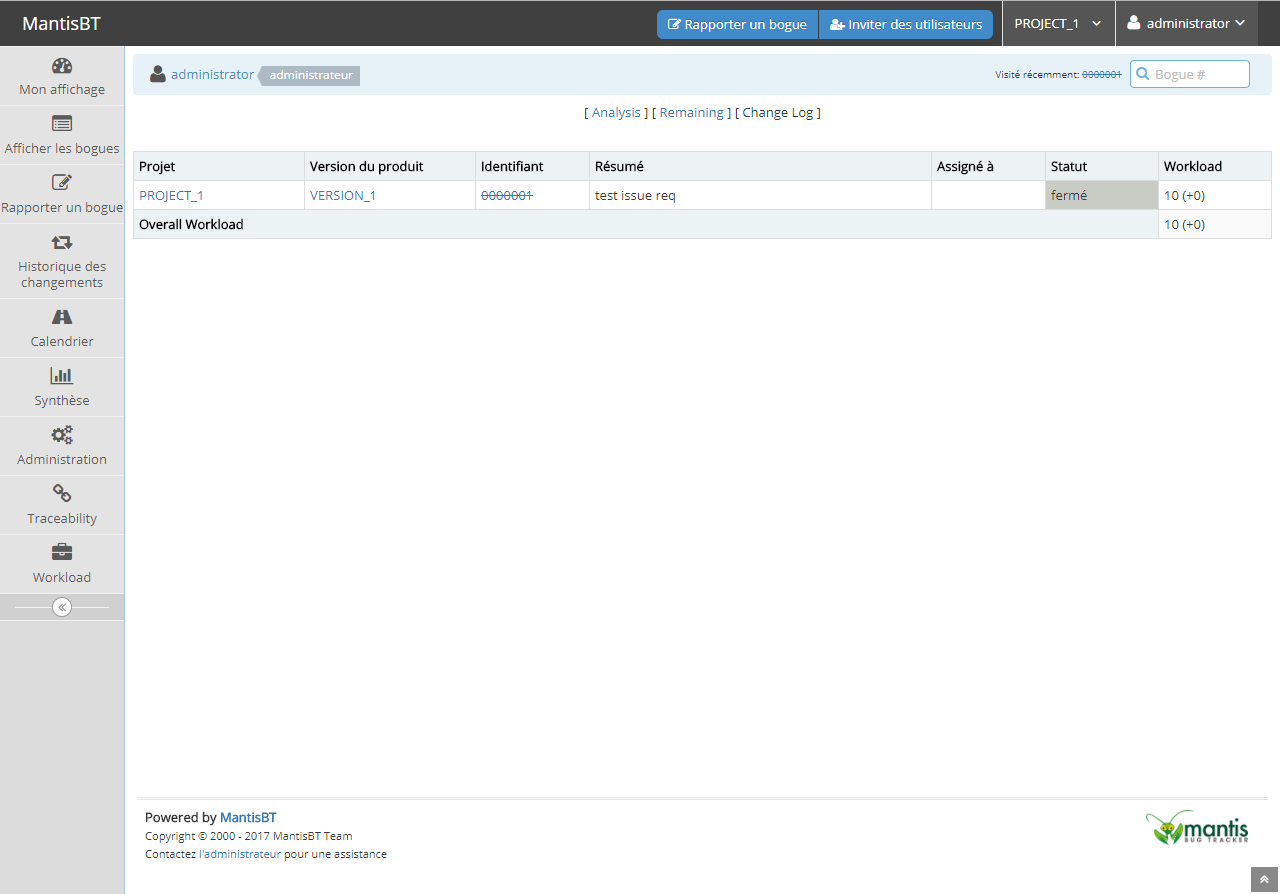 MantisBT
Rapporter un bogue
Inviter des utilisateurs
PROJECT_1
administrator
Mon affichage
Afficher les bogues
Rapporter un bogue
Historique des
changements
Calendrier
Synthèse
Administration
Traceability
Workload
administrator administrateur
Visité récemment: 0000001
Bogue #
[ Analysis ] [ Remaining ] [ Change Log ]
Projet Version du produit Identifiant Résumé Assigné à Statut Workload
PROJECT_1 VERSION_1 0000001 test issue req fermé 10 (+0)
Overall Workload 10 (+0)
Powered by MantisBT
Copyright © 2000 - 2017 MantisBT Team
Contactez l'administrateur pour une assistance
mantis
BUG TRACKER